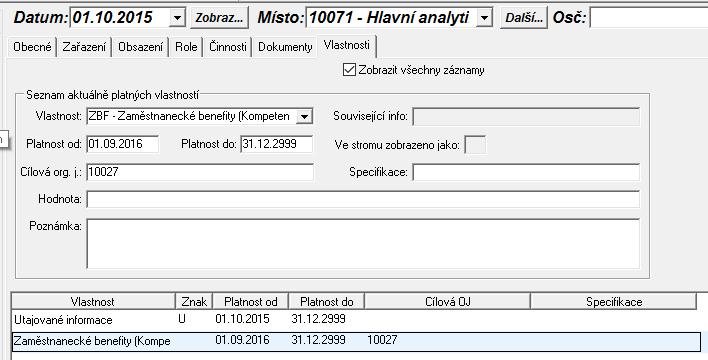 Datum: 01.10.2015 Zobraz... Místo: 10071 - Hlavní analyti Další... Osč:
Obecné Zařazení Obsazení Role Činnosti Dokumenty Vlastnosti
Zobrazit všechny záznamy
Seznam aktuálně platných vlastností
Vlastnost: ZBF - Zaměstnanecké benefity (Kompeten Související info:
Platnost od: 01.09.2016 Platnost do: 31.12.2999 Ve stromu zobrazeno jako:
Cílová org. j.: 10027 Specifikace:
Hodnota:
Poznámka:
Vlastnost Znak Platnost od Platnost do Cílová OJ Specifikace
Utajované informace U 01.10.2015 31.12.2999
Zaměstnanecké benefity (Kompe 01.09.2016 31.12.2999 10027